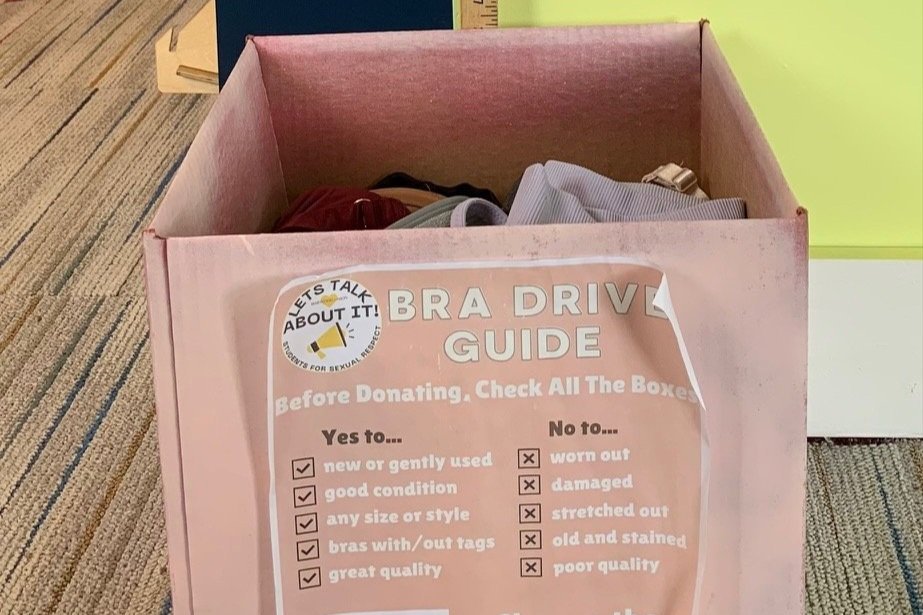 LETS TALK
ABOUT IT!
STUDENTS FOR SEXUAL RESPECT
BRA DRIVE
GUIDE
Before Donating, Check All The Boxes
Yes to...
new or gently used
good condition
any size or style
bras with/out tags
great quality
No to...
worn out
damaged
stretched out
old and stained
poor quality